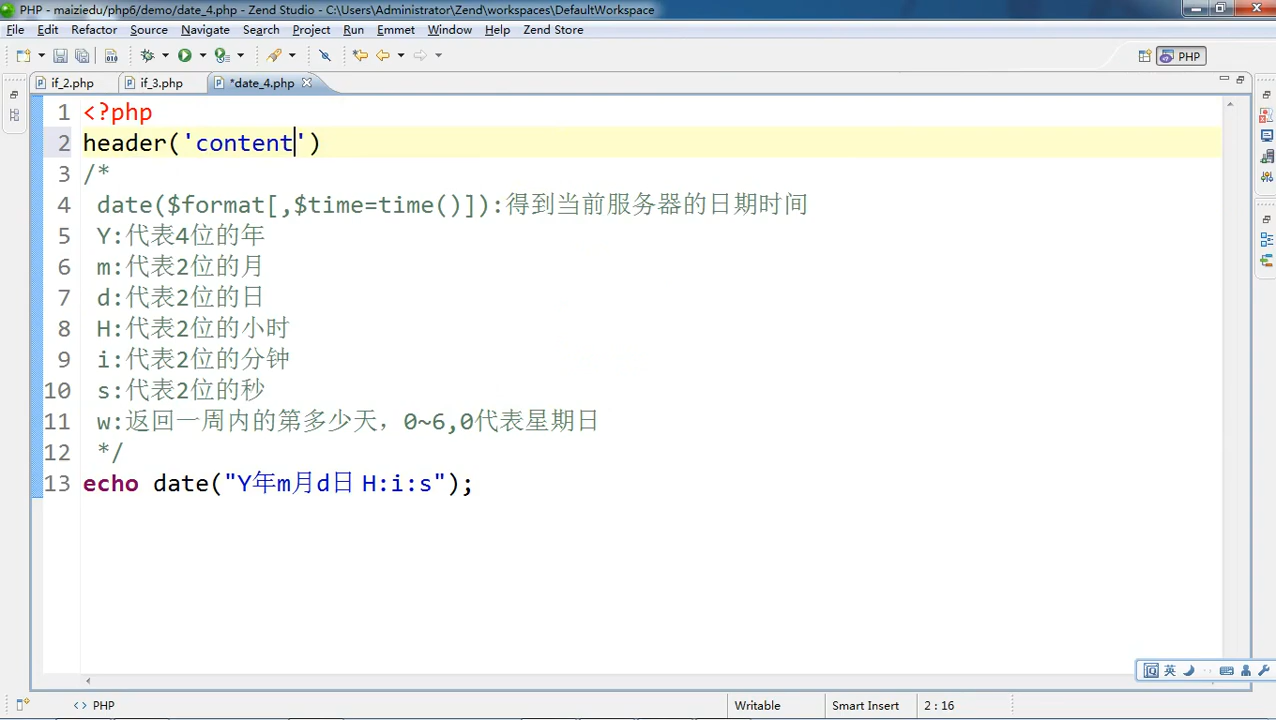 PHP - maiziedu/php6/demo/date_4.php - Zend Studio - C:\Users\Administrator\Zend\workspaces\DefaultWorkspace
File Edit Refactor Source Navigate Search Project Run Emmet Window Help Zend Store
PHP
if_2.php if_3.php *date_4.php
1 <?php
2 header('content')
3 /*
4 date($format[,$time=time()]):得到当前服务器的日期时间
5 Y:代表4位的年
6 m:代表2位的月
7 d:代表2位的日
8 H:代表2位的小时
9 i:代表2位的分钟
10 s:代表2位的秒
11 w:返回一周内的第多少天，0~6,0代表星期日
12 */
13 echo date("Y年m月d日 H:i:s");
英
<> PHP Writable Smart Insert 2 : 16